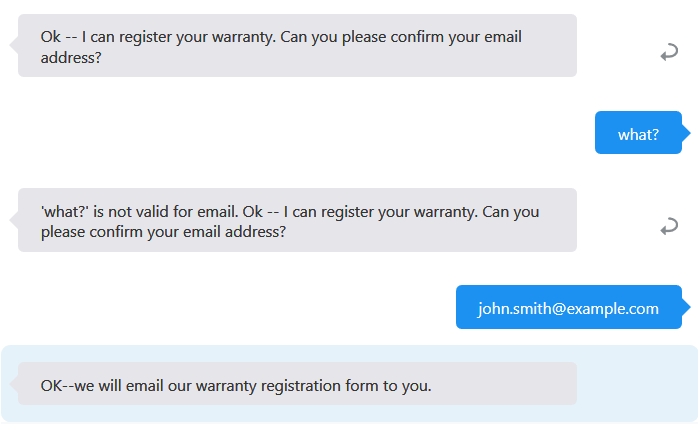 Ok -- I can register your warranty. Can you please confirm your email
address?
what?
'what?' is not valid for email. Ok -- I can register your warranty. Can you
please confirm your email address?
john.smith@example.com
OK--we will email our warranty registration form to you.